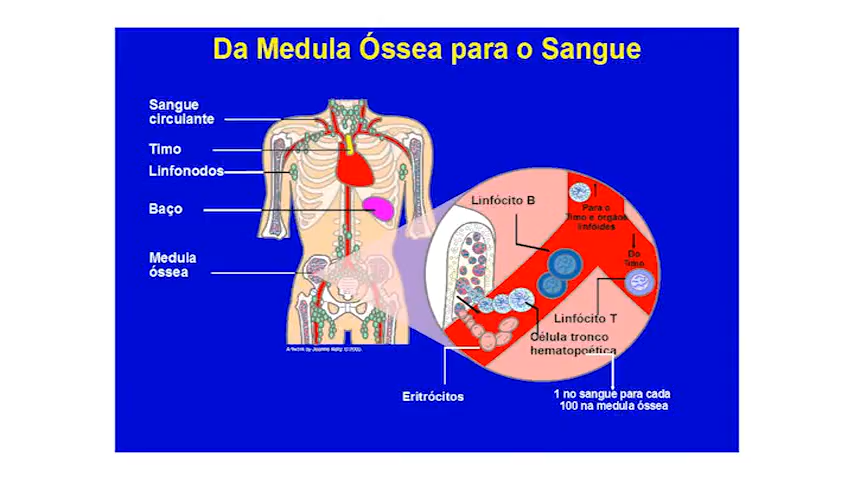 Da Medula Óssea para o Sangue
Sangue
circulante
Timo
Linfonodos
Baço
Medula
óssea
Linfócito B
Para o
Timo e órgãos
linfóides
Do
Timo
Linfócito T
Célula tronco
hematopoética
Eritrócitos
1 no sangue para cada
100 na medula óssea